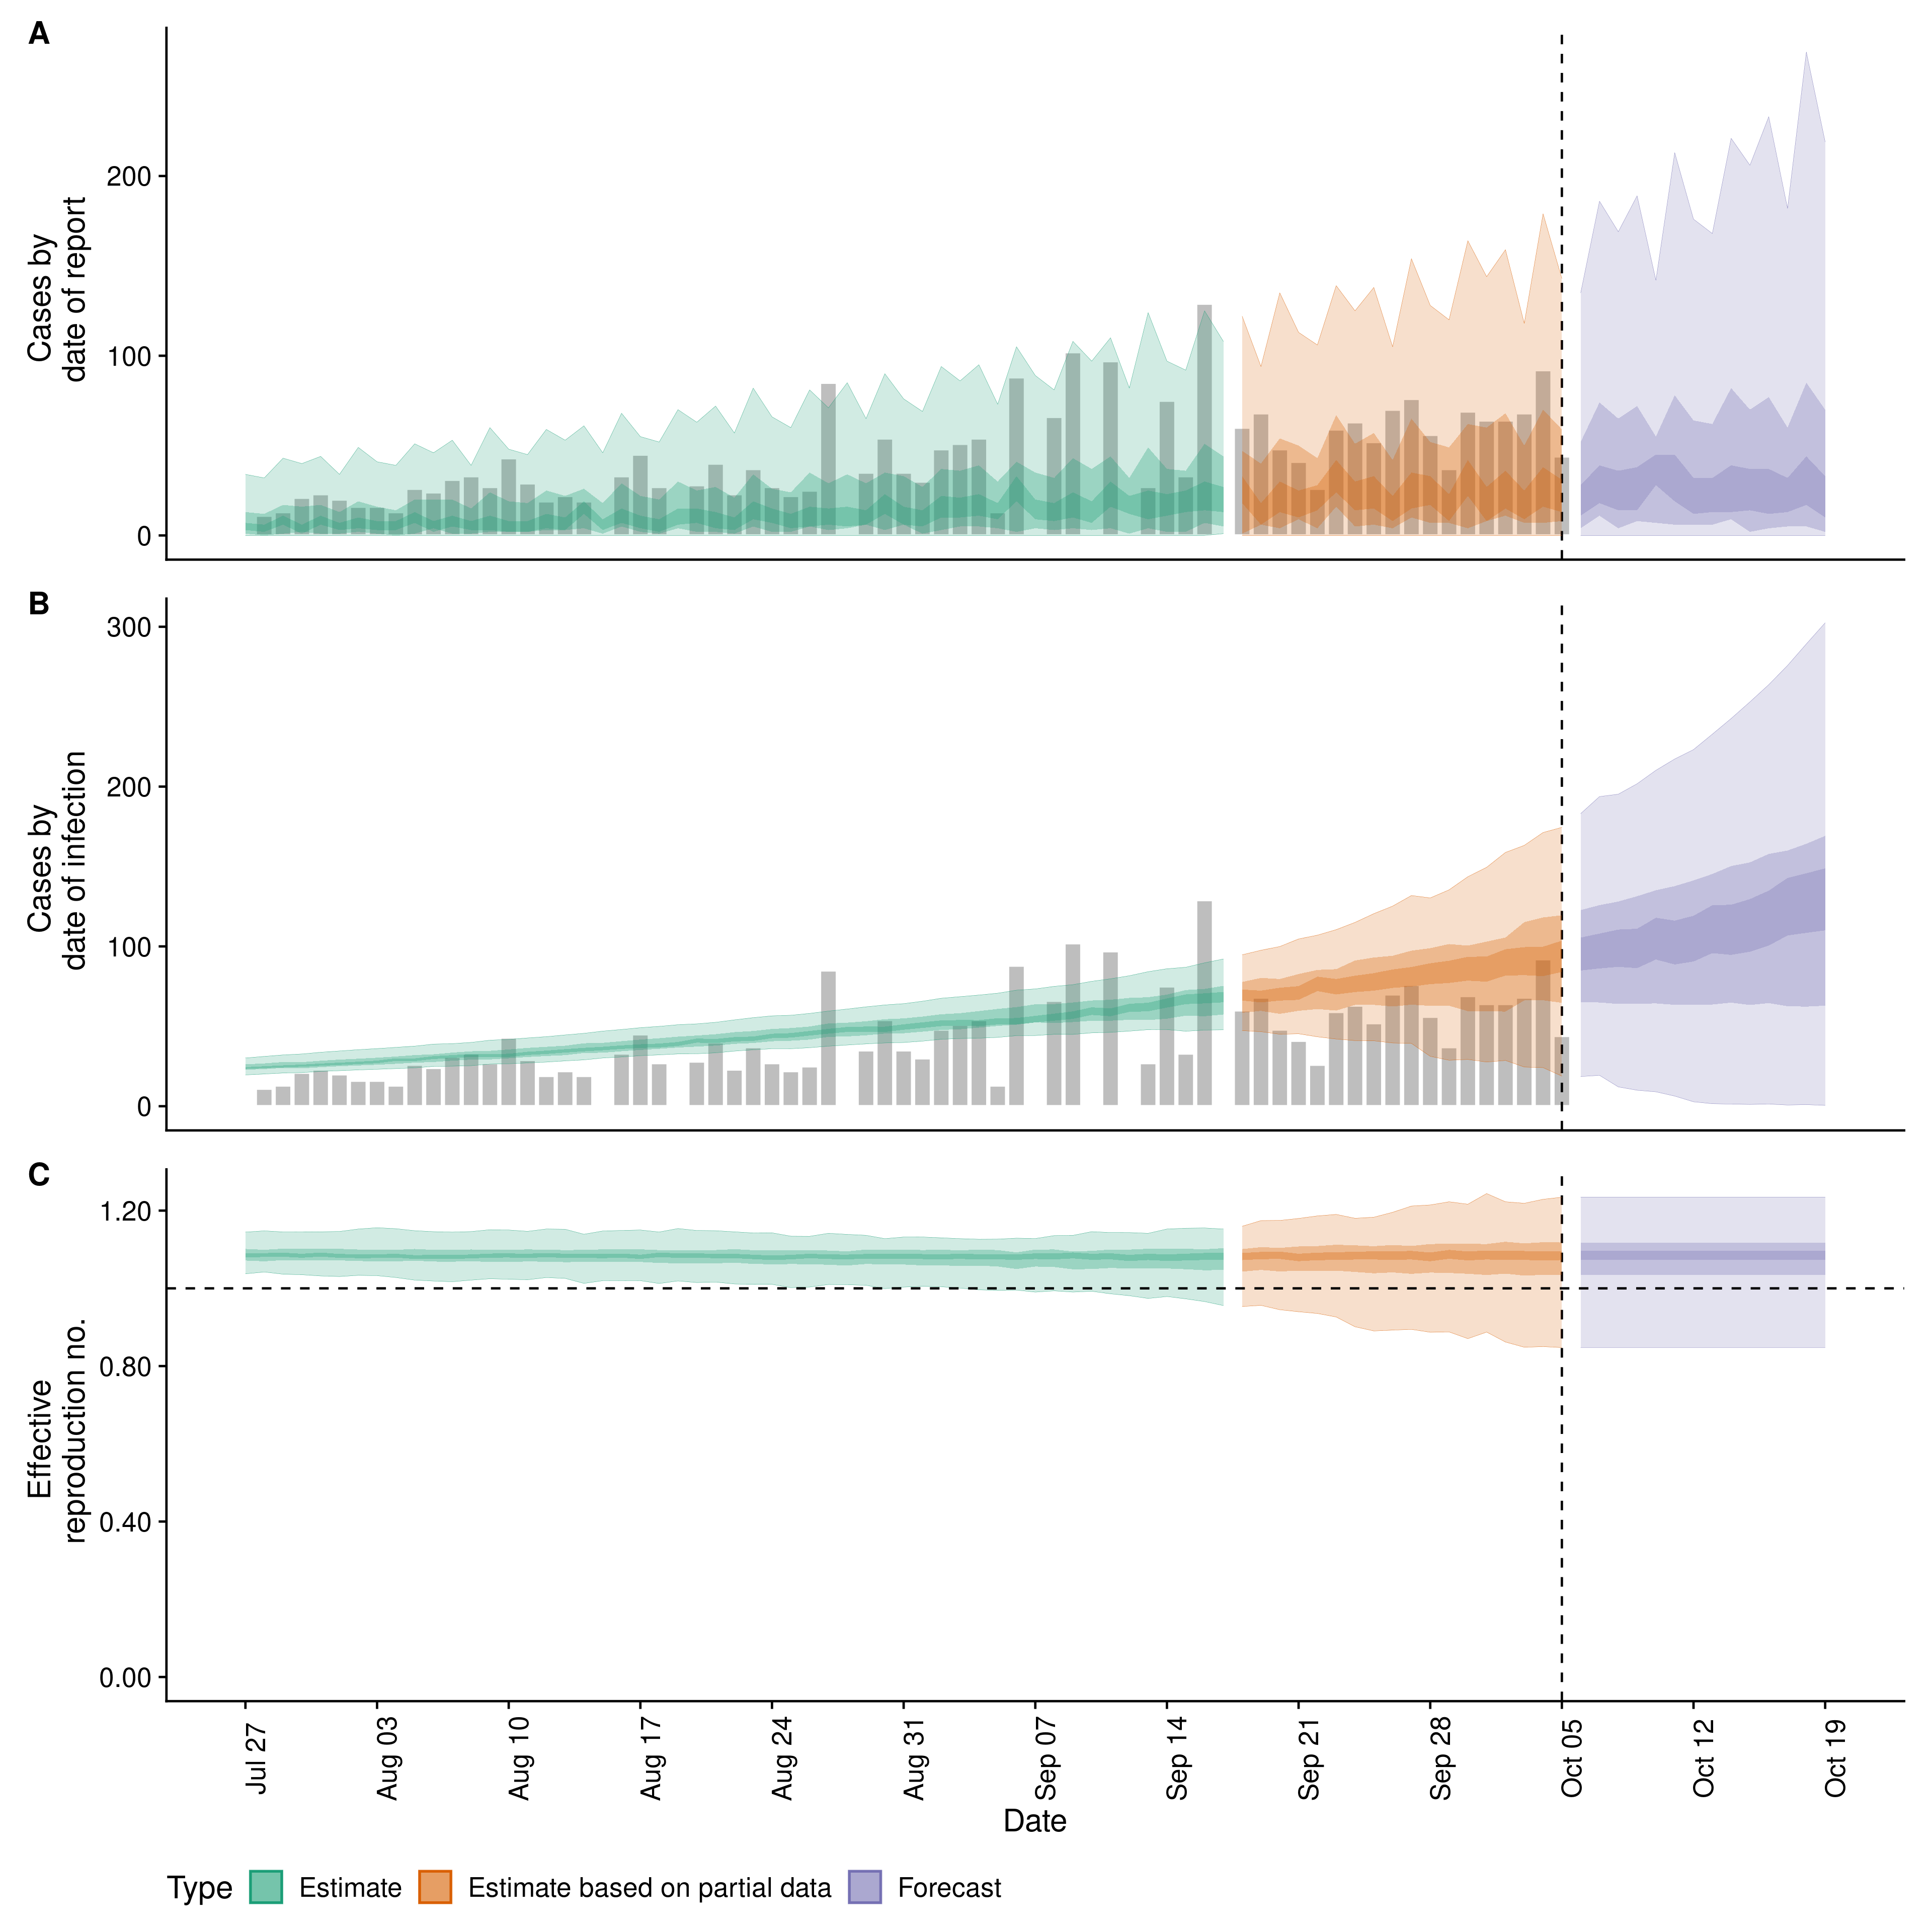 A
Cases by
date of report
200
100
0
B
Cases by
date of infection
300
200
100
0
C
Effective
reproduction no.
1.20
0.80
0.40
0.00
Jul 27
Aug 03
Aug 10
Aug 17
Aug 24
Aug 31
Sep 07
Sep 14
Sep 21
Sep 28
Oct 05
Oct 12
Oct 19
Date
Type Estimate Estimate based on partial data Forecast